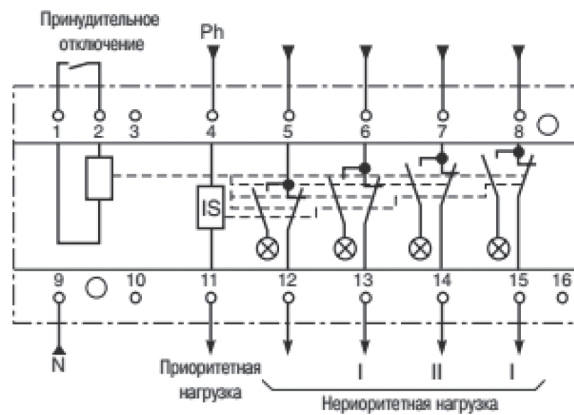 Принудительное
отключение
Ph
1 2 3 4 5 6 7 8
IS
9 10 11 12 13 14 15 16
N
Приоритетная
нагрузка
I II I
Нериоритетная нагрузка